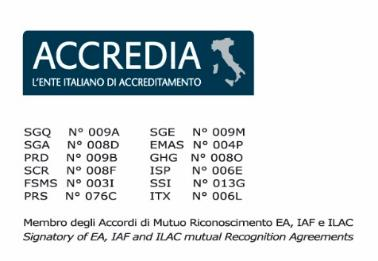 ACCREDIA
L'ENTE ITALIANO DI ACCREDITAMENTO
SGQ N° 009A SGE N° 009M
SGA N° 008D EMAS N° 004P
PRD N° 009B GHG N° 008O
SCR N° 008F ISP N° 006E
FSMS N° 003I SSI N° 013G
PRS N° 076C ITX N° 006L
Membro degli Accordi di Mutuo Riconoscimento EA, IAF e ILAC
Signatory of EA, IAF and ILAC mutual Recognition Agreements